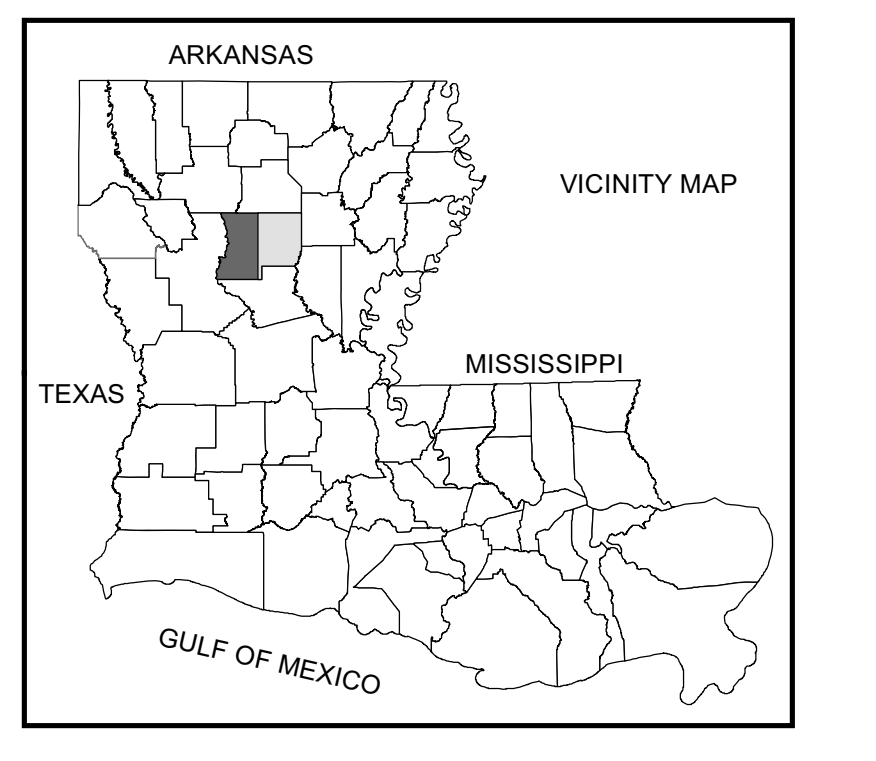 ARKANSAS
VICINITY MAP
MISSISSIPPI
TEXAS
GULF OF MEXICO